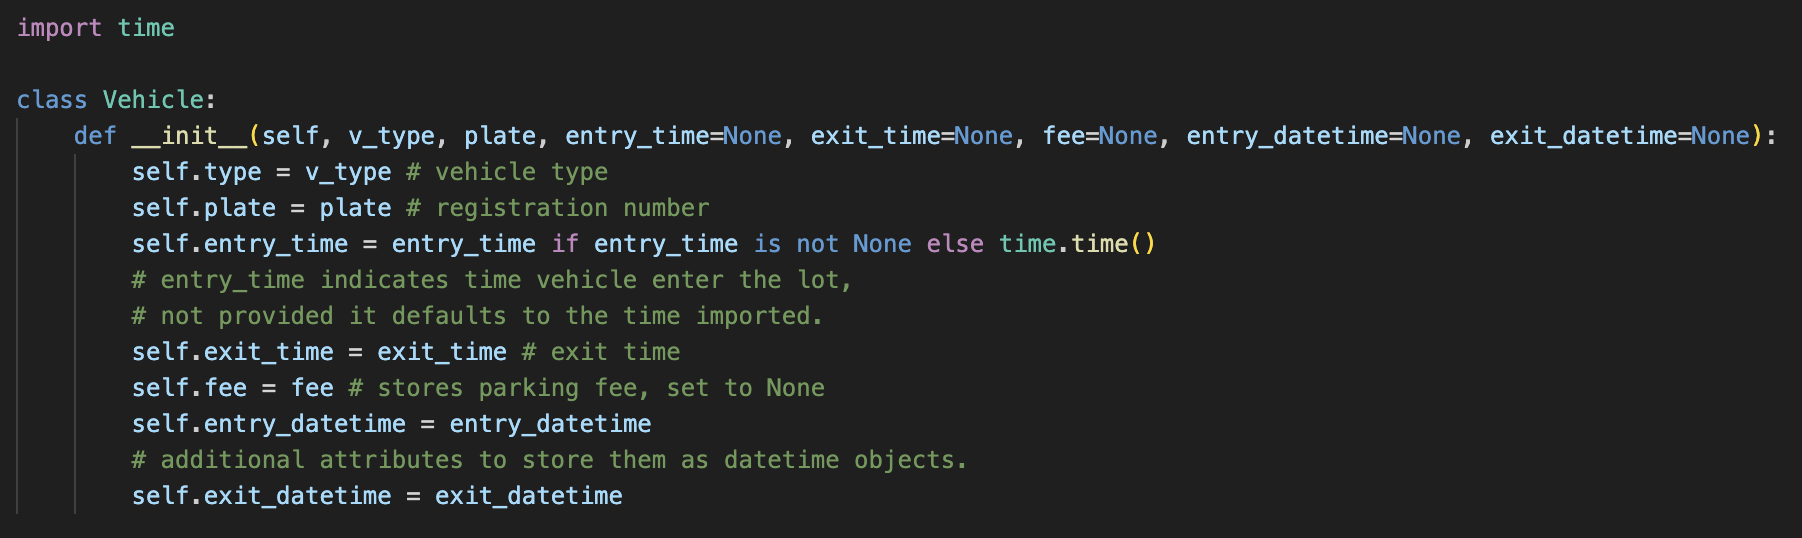 import time
class Vehicle:
def __init__(self, v_type, plate, entry_time=None, exit_time=None, fee=None, entry_datetime=None, exit_datetime=None):
self.type = v_type # vehicle type
self.plate = plate # registration number
self.entry_time = entry_time if entry_time is not None else time.time()
# entry_time indicates time vehicle enter the lot,
# not provided it defaults to the time imported.
self.exit_time = exit_time # exit time
self.fee = fee # stores parking fee, set to None
self.entry_datetime = entry_datetime
# additional attributes to store them as datetime objects.
self.exit_datetime = exit_datetime